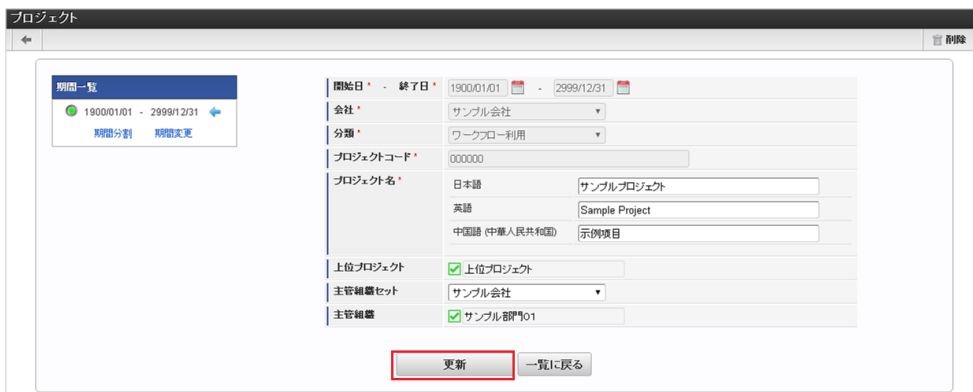 プロジェクト
削除
期間一覧
1900/01/01 - 2999/12/31
期間分割 期間変更
開始日* - 終了日* 1900/01/01 - 2999/12/31
会社* サンプル会社
分類* ワークフロー利用
プロジェクトコード* 000000
プロジェクト名* 日本語 サンプルプロジェクト
英語 Sample Project
中国語 (中華人民共和国) 示例项目
上位プロジェクト 上位プロジェクト
主管組織セット サンプル会社
主管組織 サンプル部門01
更新 一覧に戻る